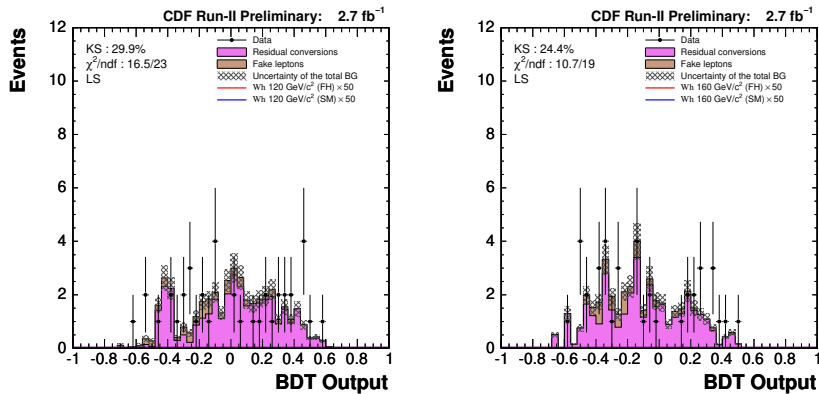 CDF Run-II Preliminary: 2.7 fb⁻¹
Events
12
10
8
6
4
2
0
KS : 29.9%
χ²/ndf : 16.5/23
LS
Data
Residual conversions
Fake leptons
Uncertainty of the total BG
Wh 120 GeV/c² (FH) × 50
Wh 120 GeV/c² (SM) × 50
-1 -0.8 -0.6 -0.4 -0.2 0 0.2 0.4 0.6 0.8 1
BDT Output
CDF Run-II Preliminary: 2.7 fb⁻¹
Events
12
10
8
6
4
2
0
KS : 24.4%
χ²/ndf : 10.7/19
LS
Data
Residual conversions
Fake leptons
Uncertainty of the total BG
Wh 160 GeV/c² (FH) × 50
Wh 160 GeV/c² (SM) × 50
-1 -0.8 -0.6 -0.4 -0.2 0 0.2 0.4 0.6 0.8 1
BDT Output